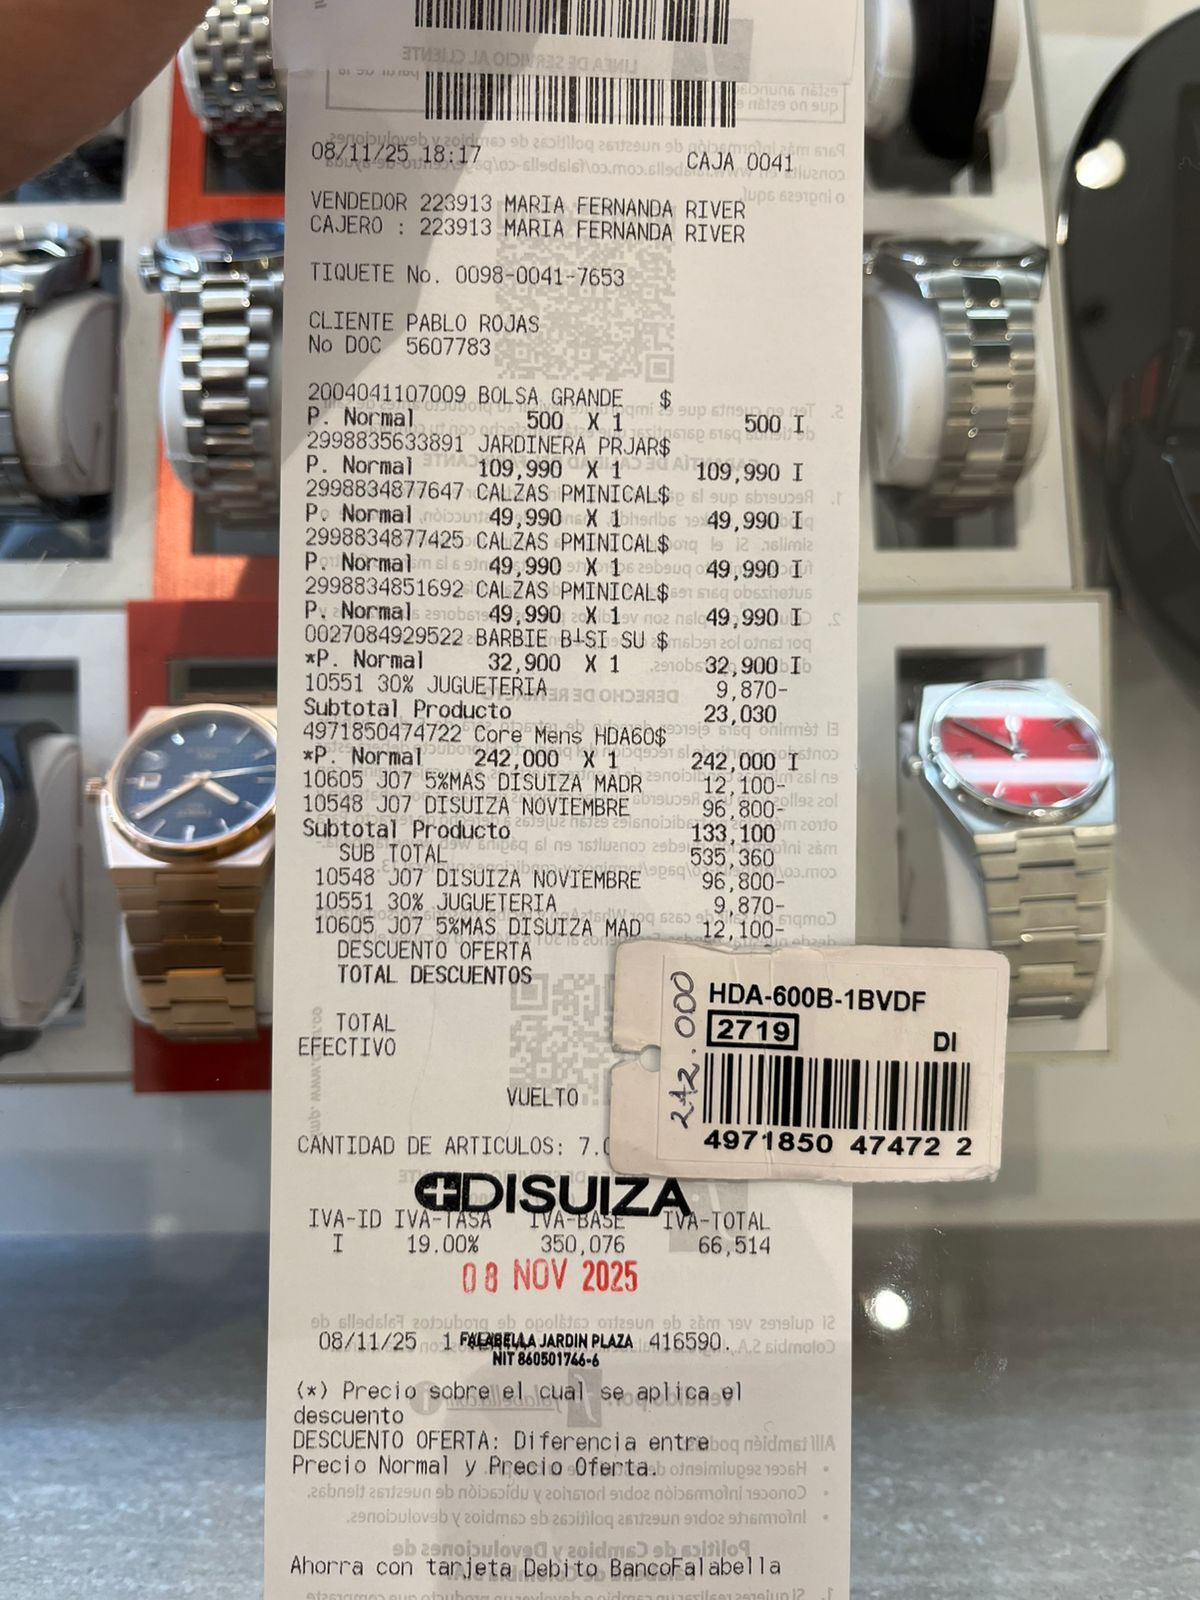 08/11/25 18:17 CAJA 0041
VENDEDOR 223913 MARIA FERNANDA RIVER
CAJERO : 223913 MARIA FERNANDA RIVER
TIQUETE No. 0098-0041-7653
CLIENTE PABLO ROJAS
No DOC 5607783
2004041107009 BOLSA GRANDE $
P. Normal 500 X 1 500 I
2998835633891 JARDINERA PRJAR$
P. Normal 109,990 X 1 109,990 I
2998834877647 CALZAS PMINICAL$
P. Normal 49,990 X 1 49,990 I
2998834877425 CALZAS PMINICAL$
P. Normal 49,990 X 1 49,990 I
2998834851692 CALZAS PMINICAL$
P. Normal 49,990 X 1 49,990 I
0027084929522 BARBIE B┴SI SU $
*P. Normal 32,900 X 1 32,900 I
10551 30% JUGUETERIA 9,870-
Subtotal Producto 23,030
4971850474722 Core Mens HDA60$
*P. Normal 242,000 X 1 242,000 I
10605 J07 5%MAS DISUIZA MADR 12,100-
10548 J07 DISUIZA NOVIEMBRE 96,800-
Subtotal Producto 133,100
SUB TOTAL 535,360
10548 J07 DISUIZA NOVIEMBRE 96,800-
10551 30% JUGUETERIA 9,870-
10605 J07 5%MAS DISUIZA MAD 12,100-
DESCUENTO OFERTA
TOTAL DESCUENTOS
TOTAL
EFECTIVO
VUELTO
CANTIDAD DE ARTICULOS: 7.0
242.000
HDA-600B-1BVDF
2719
DI
4971850 47472 2
DISUIZA
IVA-ID IVA-TASA IVA-BASE IVA-TOTAL
I 19.00% 350,076 66,514
08 NOV 2025
08/11/25 1 FALABELLA JARDIN PLAZA 416590.
NIT 860501766-6
(*) Precio sobre el cual se aplica el
descuento
DESCUENTO OFERTA: Diferencia entre
Precio Normal y Precio Oferta.
Ahorra con tarjeta Debito BancoFalabella